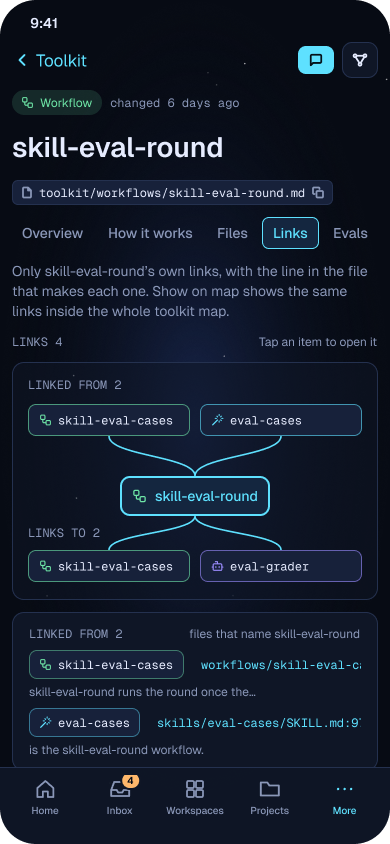 9:41
Toolkit
Workflow changed 6 days ago
skill-eval-round
toolkit/workflows/skill-eval-round.md
Overview How it works Files Links Evals
Only skill-eval-round's own links, with the line in the file
that makes each one. Show on map shows the same
links inside the whole toolkit map.
LINKS 4 Tap an item to open it
LINKED FROM 2
skill-eval-cases eval-cases
skill-eval-round
LINKS TO 2
skill-eval-cases eval-grader
LINKED FROM 2 files that name skill-eval-round
skill-eval-cases workflows/skill-eval-ca
skill-eval-round runs the round once the…
eval-cases skills/eval-cases/SKILL.md:97
is the skill-eval-round workflow.
4
Home Inbox Workspaces Projects More